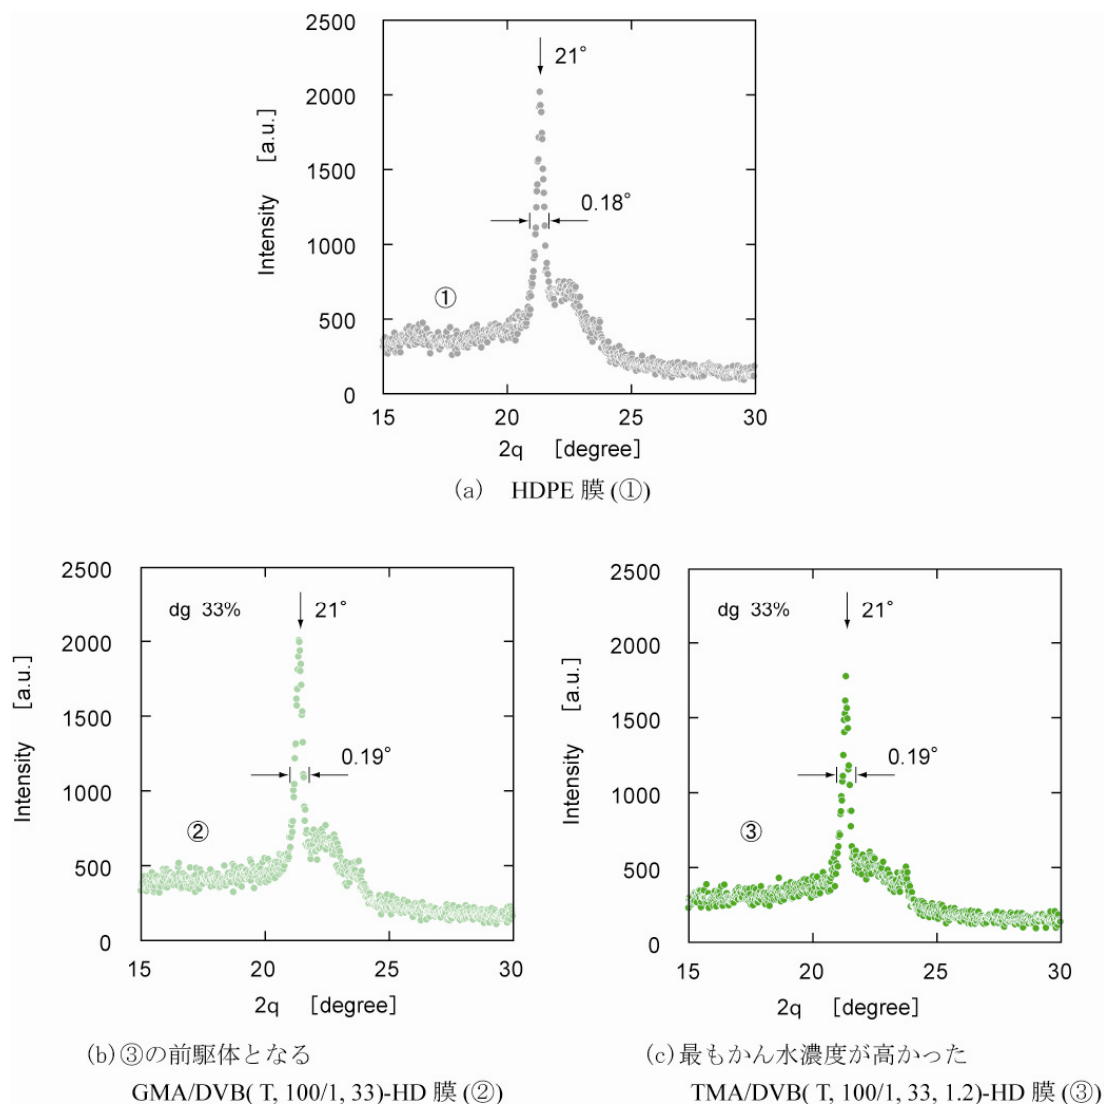 2500
2000
1500
1000
500
0
Intensity [a.u.]
21°
0.18°
①
15 20 25 30
2q [degree]
(a) HDPE 膜 (①)
2500
2000
1500
1000
500
0
Intensity [a.u.]
dg 33%
21°
0.19°
②
15 20 25 30
2q [degree]
(b)③の前駆体となる
GMA/DVB( T, 100/1, 33)-HD 膜 (②)
2500
2000
1500
1000
500
0
Intensity [a.u.]
dg 33%
21°
0.19°
③
15 20 25 30
2q [degree]
(c)最もかん水濃度が高かった
TMA/DVB( T, 100/1, 33, 1.2)-HD 膜 (③)